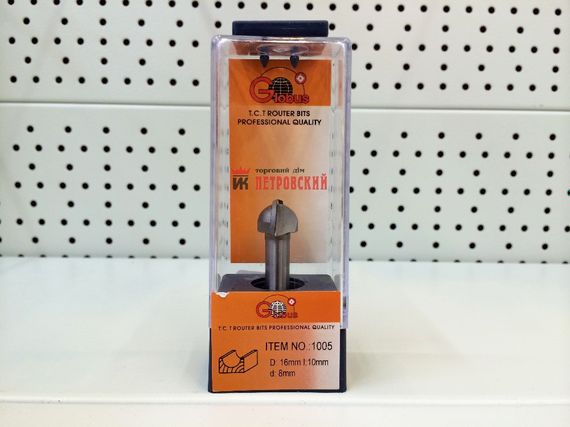 Globus
T.C.T ROUTER BITS
PROFESSIONAL QUALITY
торговий дім
ПЕТРОВСКИЙ
Globus
T.C.T ROUTER BITS PROFESSIONAL QUALITY
ITEM NO.:1005
D: 16mm l:10mm
d: 8mm